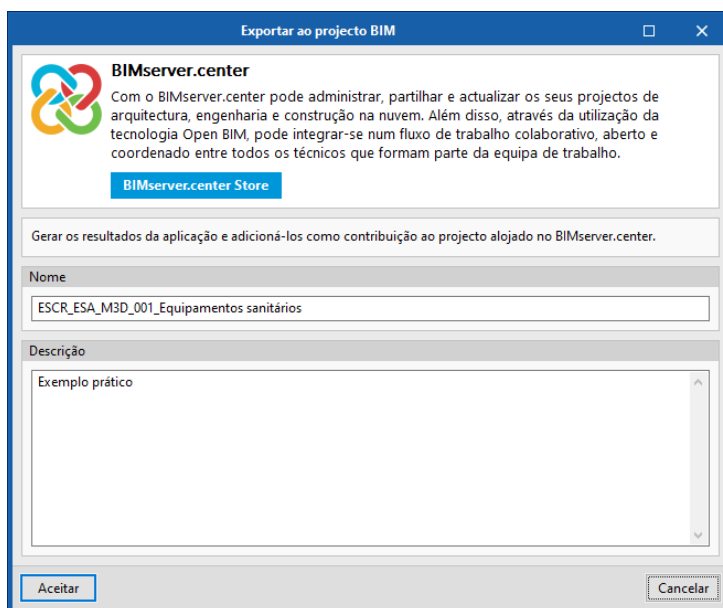 Exportar ao projecto BIM
BIMserver.center
Com o BIMserver.center pode administrar, partilhar e actualizar os seus projectos de
arquitectura, engenharia e construção na nuvem. Além disso, através da utilização da
tecnologia Open BIM, pode integrar-se num fluxo de trabalho colaborativo, aberto e
coordenado entre todos os técnicos que formam parte da equipa de trabalho.
BIMserver.center Store
Gerar os resultados da aplicação e adicioná-los como contribuição ao projecto alojado no BIMserver.center.
Nome
ESCR_ESA_M3D_001_Equipamentos sanitários
Descrição
Exemplo prático
Aceitar
Cancelar